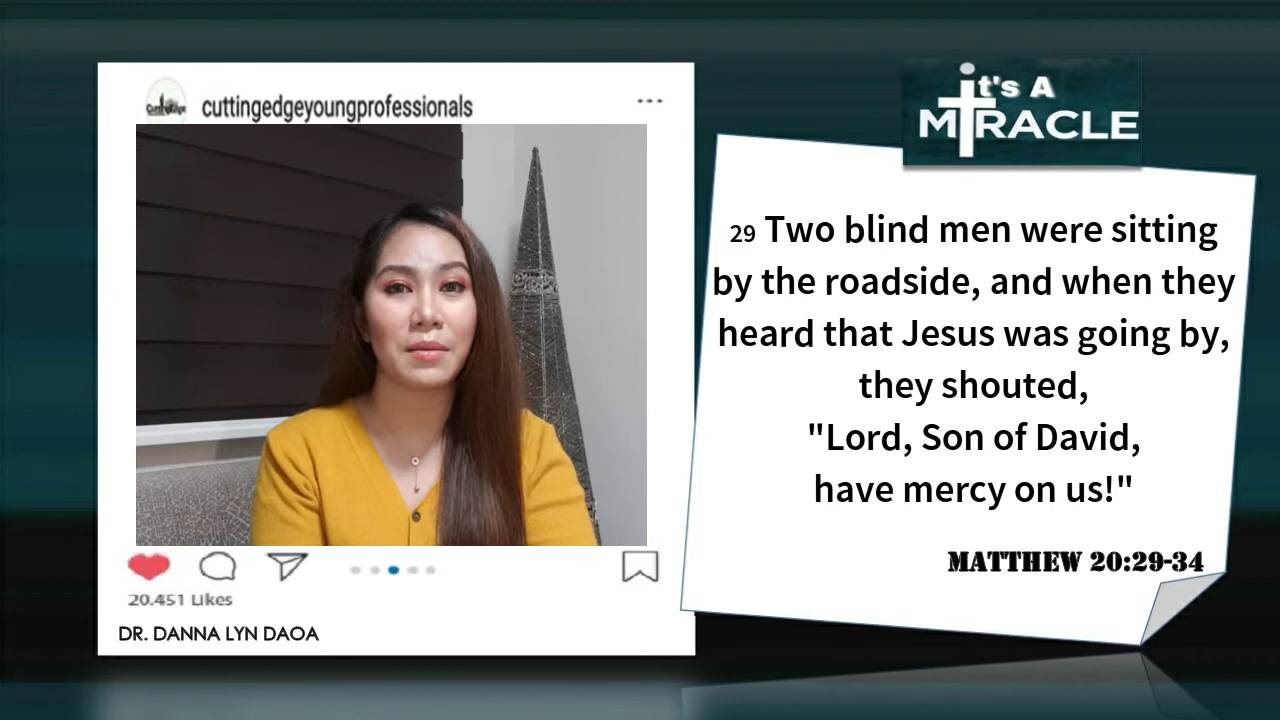 cuttingedgeyoungprofessionals
20.451 Likes
DR. DANNA LYN DAOA
it's A
MIRACLE
29 Two blind men were sitting
by the roadside, and when they
heard that Jesus was going by,
they shouted,
"Lord, Son of David,
have mercy on us!"
MATTHEW 20:29-34